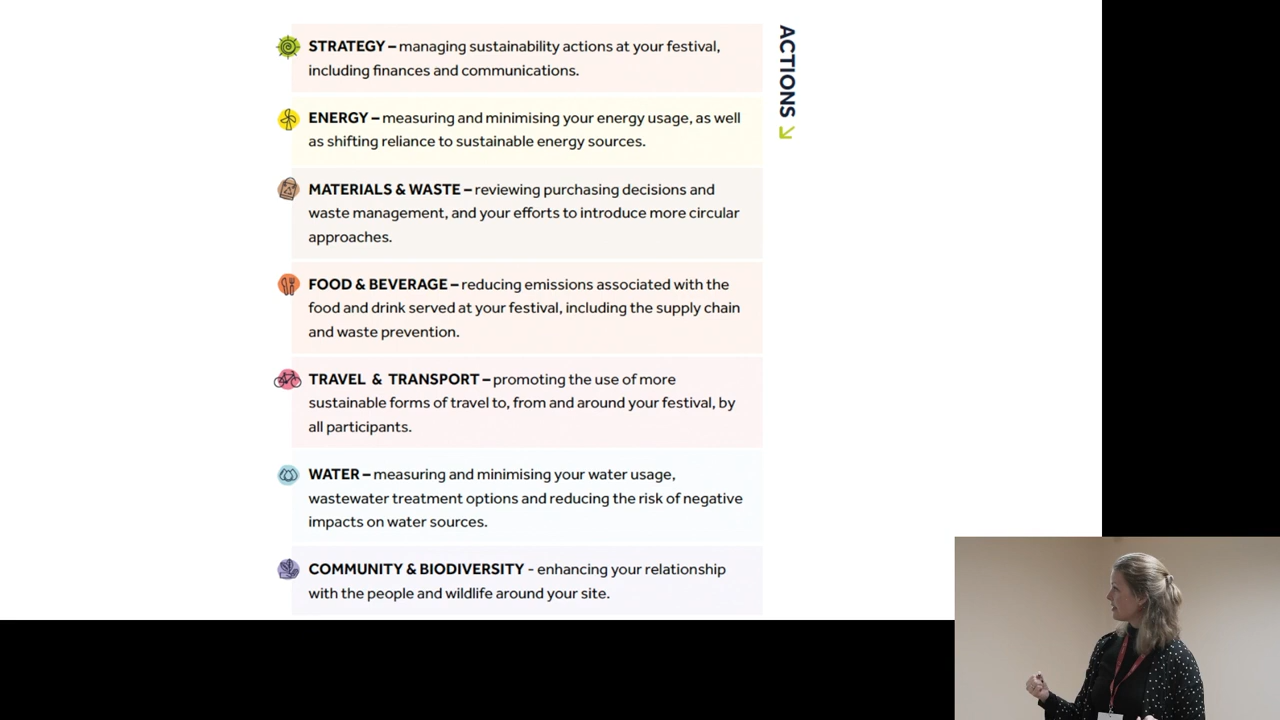 STRATEGY – managing sustainability actions at your festival,
including finances and communications.
ENERGY – measuring and minimising your energy usage, as well
as shifting reliance to sustainable energy sources.
MATERIALS & WASTE – reviewing purchasing decisions and
waste management, and your efforts to introduce more circular
approaches.
FOOD & BEVERAGE – reducing emissions associated with the
food and drink served at your festival, including the supply chain
and waste prevention.
TRAVEL & TRANSPORT – promoting the use of more
sustainable forms of travel to, from and around your festival, by
all participants.
WATER – measuring and minimising your water usage,
wastewater treatment options and reducing the risk of negative
impacts on water sources.
COMMUNITY & BIODIVERSITY - enhancing your relationship
with the people and wildlife around your site.
ACTIONS